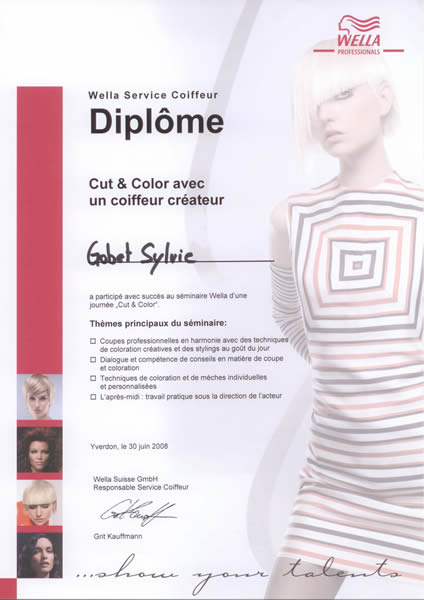 WELLA
PROFESSIONALS
Wella Service Coiffeur
Diplôme
Cut & Color avec
un coiffeur créateur
Gobet Sylvie
a participé avec succès au séminaire Wella d'une
journée „Cut & Color".
Thèmes principaux du séminaire:
☐ Coupes professionnelles en harmonie avec des techniques
de coloration créatives et des stylings au goût du jour
☐ Dialogue et compétence de conseils en matière de coupe
et coloration
☐ Techniques de coloration et de mèches individuelles
et personnalisées
☐ L'après-midi : travail pratique sous la direction de l'acteur
Yverdon, le 30 juin 2008
Wella Suisse GmbH
Responsable Service Coiffeur
Grit Kauffmann
...show your talents